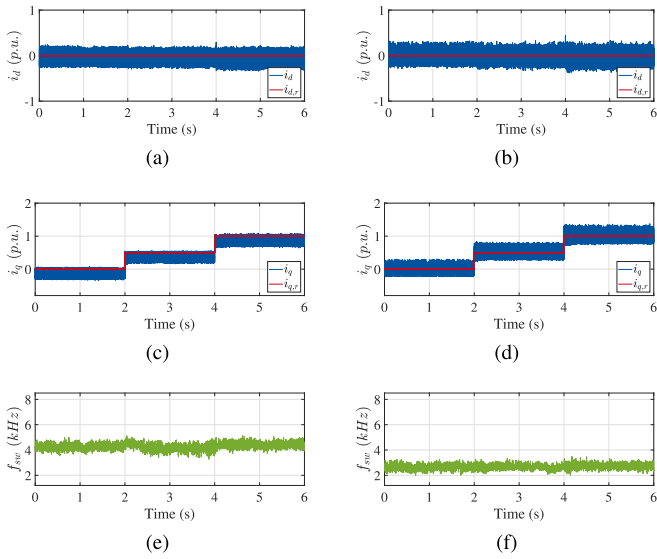 1
0
-1
i_d (p.u.)
0 1 2 3 4 5 6
Time (s)
i_d
i_{d,r}
(a)
1
0
-1
i_d (p.u.)
0 1 2 3 4 5 6
Time (s)
i_d
i_{d,r}
(b)
2
1
0
i_q (p.u.)
0 1 2 3 4 5 6
Time (s)
i_q
i_{q,r}
(c)
2
1
0
i_q (p.u.)
0 1 2 3 4 5 6
Time (s)
i_q
i_{q,r}
(d)
8
6
4
2
f_{sw} (kHz)
0 1 2 3 4 5 6
Time (s)
(e)
8
6
4
2
f_{sw} (kHz)
0 1 2 3 4 5 6
Time (s)
(f)